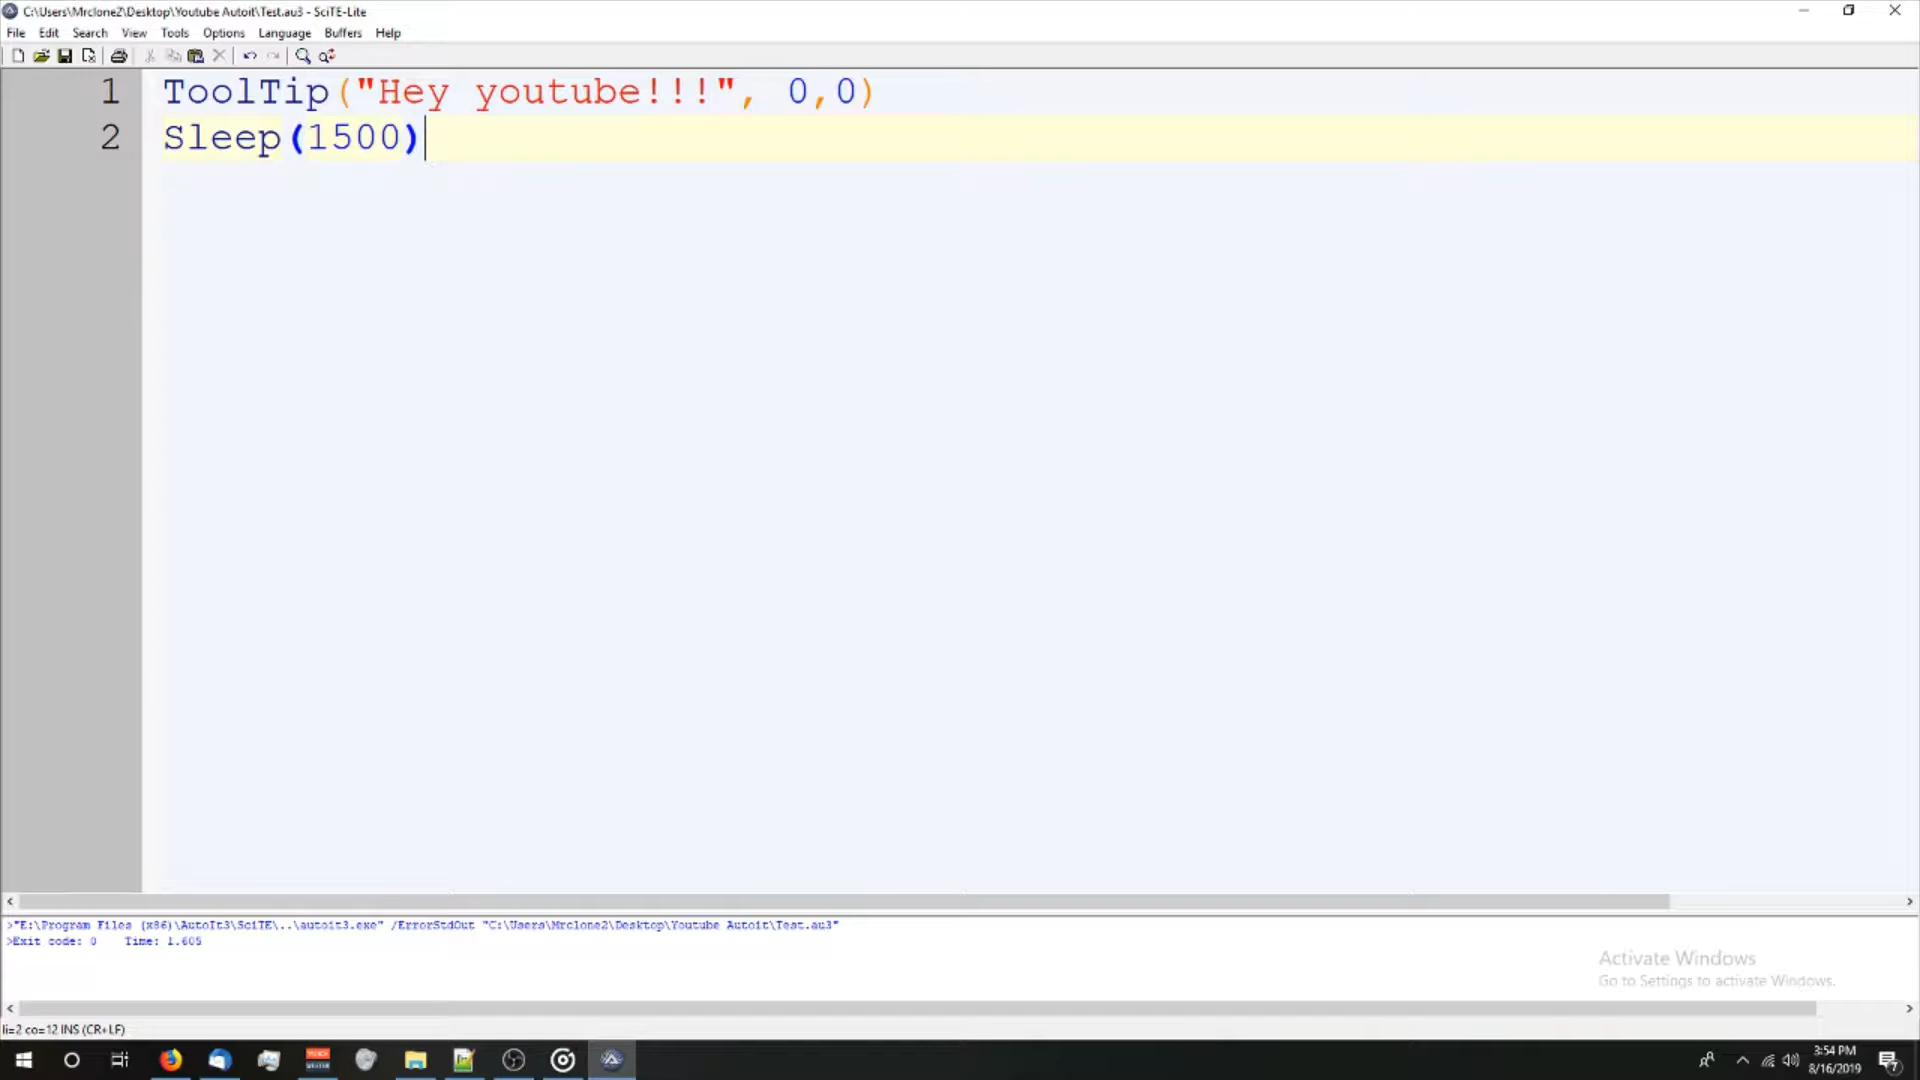 C:\Users\Mrclone2\Desktop\Youtube Autoit\Test.au3 - SciTE-Lite
File Edit Search View Tools Options Language Buffers Help
1 ToolTip("Hey youtube!!!", 0,0)
2 Sleep(1500)
>"E:\Program Files (x86)\AutoIt3\SciTE\..\autoit3.exe" /ErrorStdOut "C:\Users\Mrclone2\Desktop\Youtube Autoit\Test.au3"
>Exit code: 0 Time: 1.605
Activate Windows
Go to Settings to activate Windows.
li=2 co=12 INS (CR+LF)
3:54 PM
8/16/2019
7